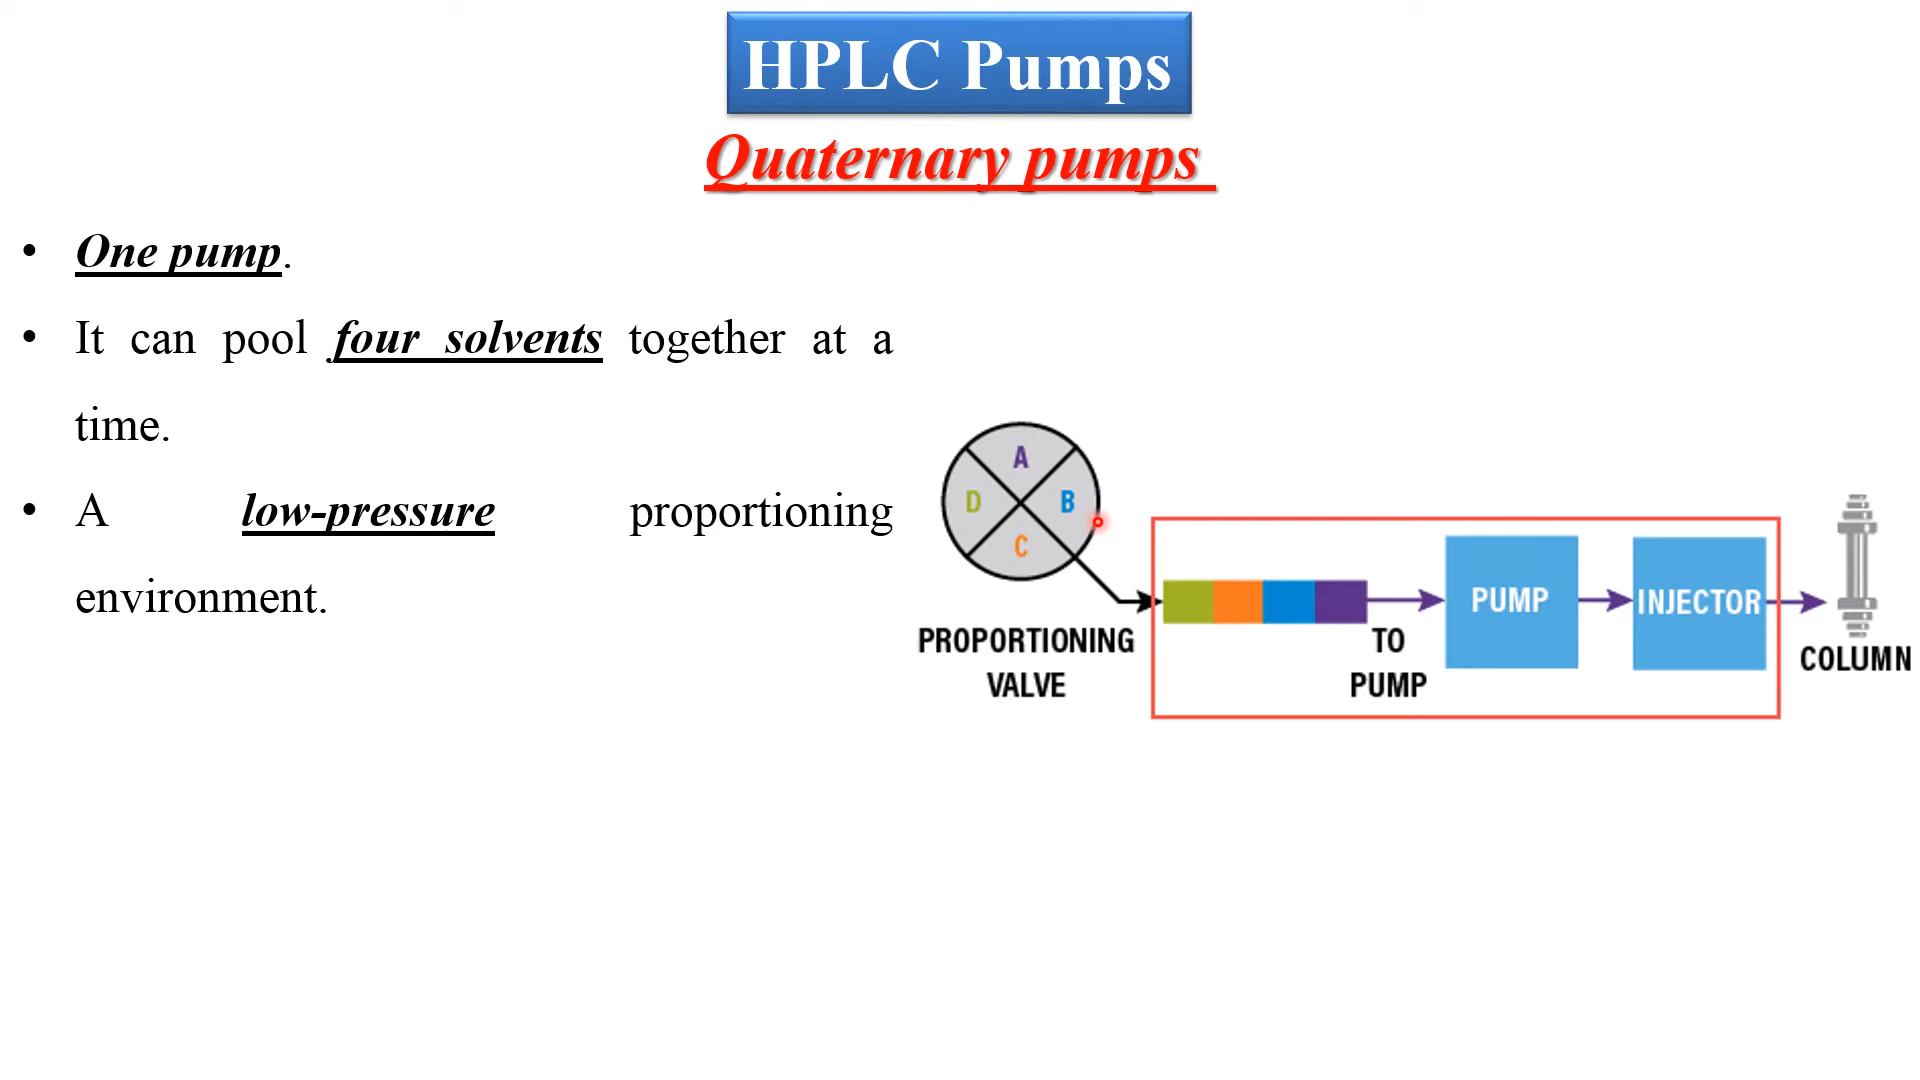 HPLC Pumps
Quaternary pumps
• One pump.
• It can pool four solvents together at a
time.
• A low-pressure proportioning
environment.
A
D B
C
PROPORTIONING
VALVE
TO
PUMP
PUMP
INJECTOR
COLUMN